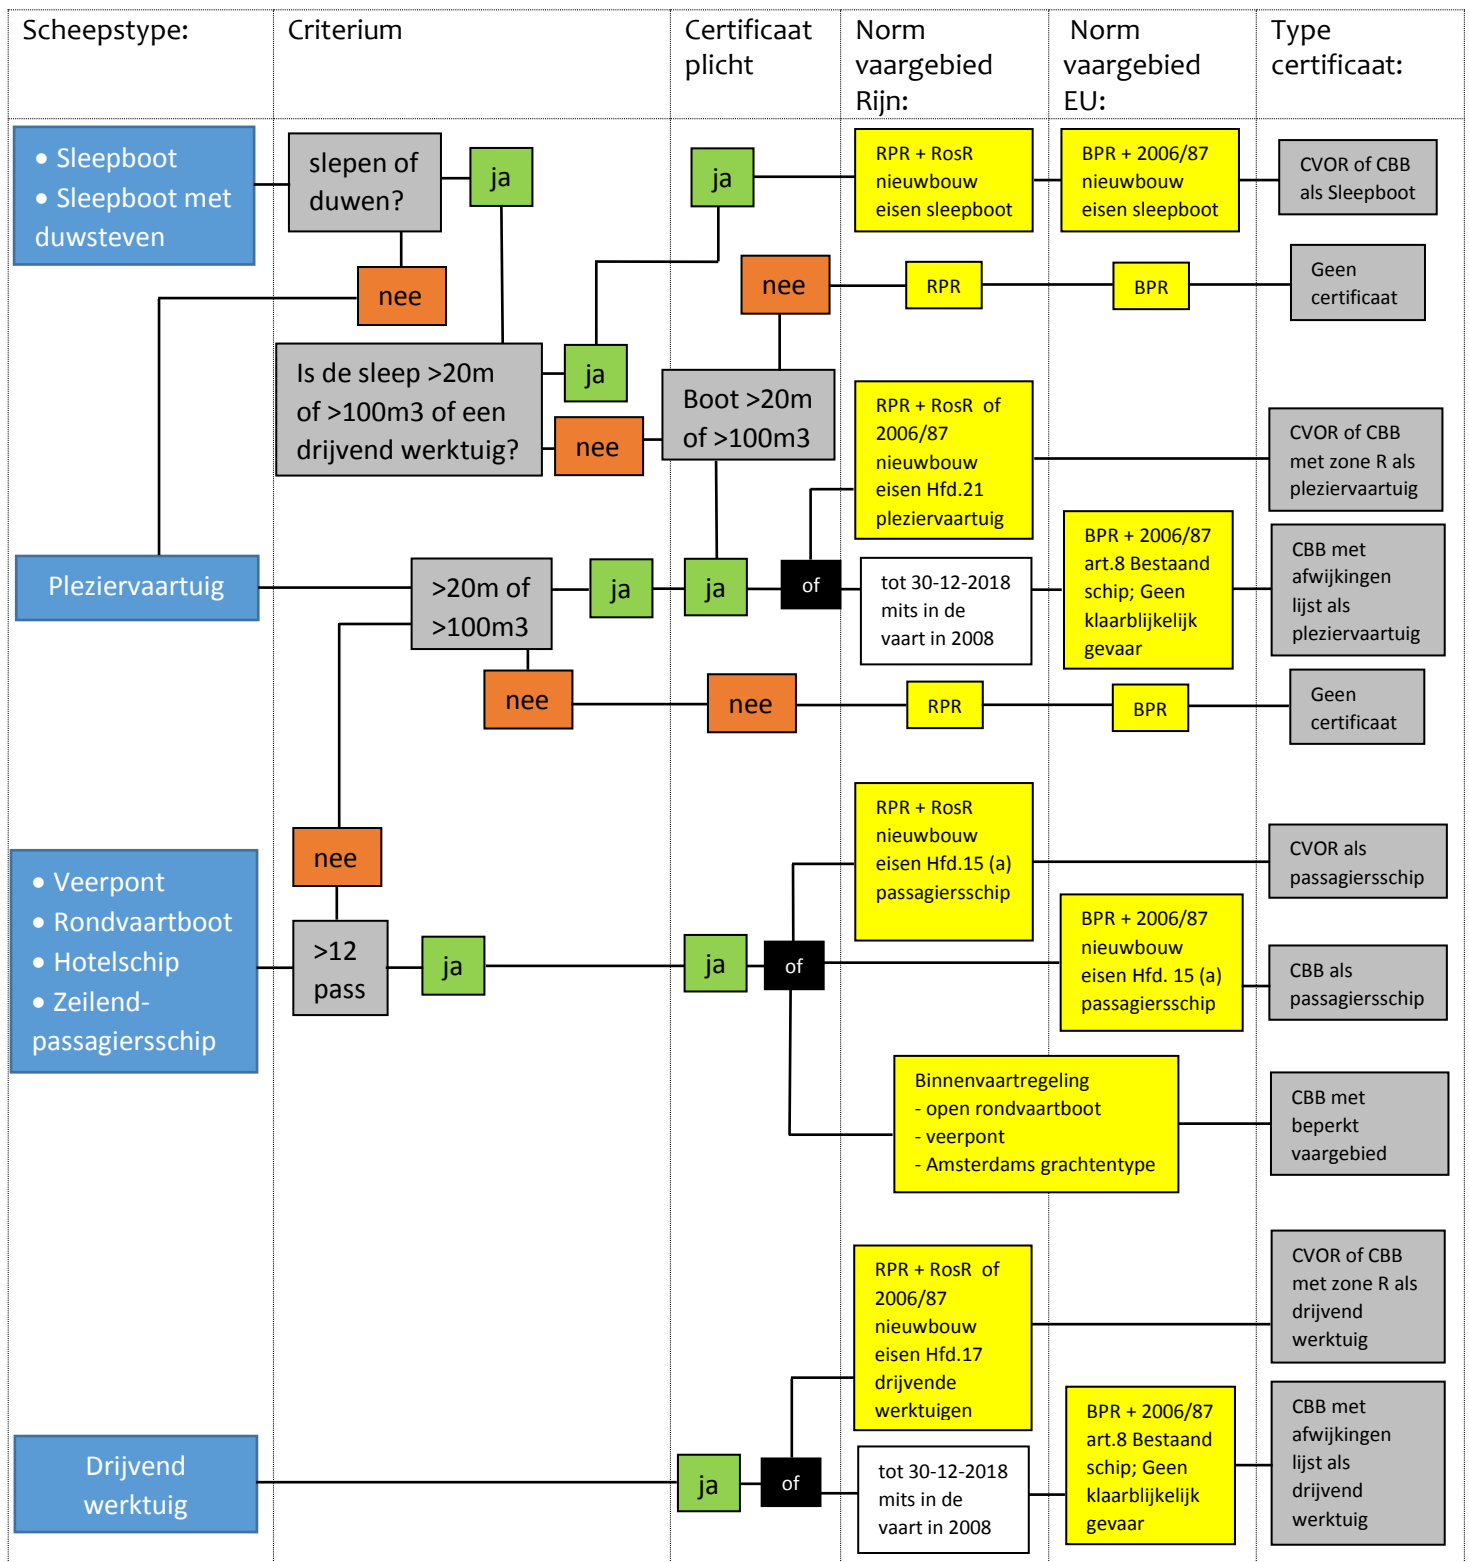 Scheepstype:
Criterium
Certificaat
plicht
Norm
vaargebied
Rijn:
Norm
vaargebied
EU:
Type
certificaat:
• Sleepboot
• Sleepboot met
duwsteven
slepen of
duwen?
ja
ja
RPR + RosR
nieuwbouw
eisen sleepboot
BPR + 2006/87
nieuwbouw
eisen sleepboot
CVOR of CBB
als Sleepboot
nee
nee
RPR
BPR
Geen
certificaat
Is de sleep >20m
of >100m3 of een
drijvend werktuig?
ja
nee
Boot >20m
of >100m3
RPR + RosR of
2006/87
nieuwbouw
eisen Hfd.21
pleziervaartuig
CVOR of CBB
met zone R als
pleziervaartuig
Pleziervaartuig
>20m of
>100m3
ja
ja
of
tot 30-12-2018
mits in de
vaart in 2008
BPR + 2006/87
art.8 Bestaand
schip; Geen
klaarblijkelijk
gevaar
CBB met
afwijkingen
lijst als
pleziervaartuig
nee
nee
RPR
BPR
Geen
certificaat
• Veerpont
• Rondvaartboot
• Hotelschip
• Zeilend-
passagiersschip
nee
>12
pass
ja
ja
of
RPR + RosR
nieuwbouw
eisen Hfd.15 (a)
passagiersschip
CVOR als
passagiersschip
BPR + 2006/87
nieuwbouw
eisen Hfd. 15 (a)
passagiersschip
CBB als
passagiersschip
Binnenvaartregeling
- open rondvaartboot
- veerpont
- Amsterdams grachtentype
CBB met
beperkt
vaargebied
RPR + RosR of
2006/87
nieuwbouw
eisen Hfd.17
drijvende
werktuigen
CVOR of CBB
met zone R als
drijvend
werktuig
Drijvend
werktuig
ja
of
tot 30-12-2018
mits in de
vaart in 2008
BPR + 2006/87
art.8 Bestaand
schip; Geen
klaarblijkelijk
gevaar
CBB met
afwijkingen
lijst als
drijvend
werktuig